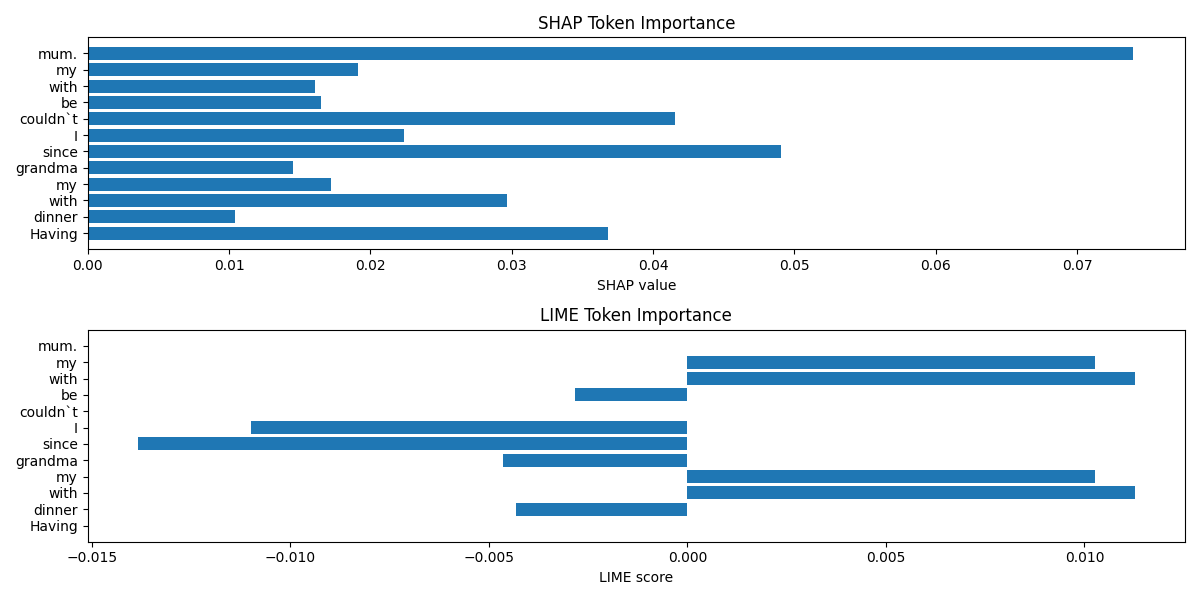 SHAP Token Importance
mum.
my
with
be
couldn`t
I
since
grandma
my
with
dinner
Having
0.00 0.01 0.02 0.03 0.04 0.05 0.06 0.07
SHAP value
LIME Token Importance
mum.
my
with
be
couldn`t
I
since
grandma
my
with
dinner
Having
−0.015 −0.010 −0.005 0.000 0.005 0.010
LIME score